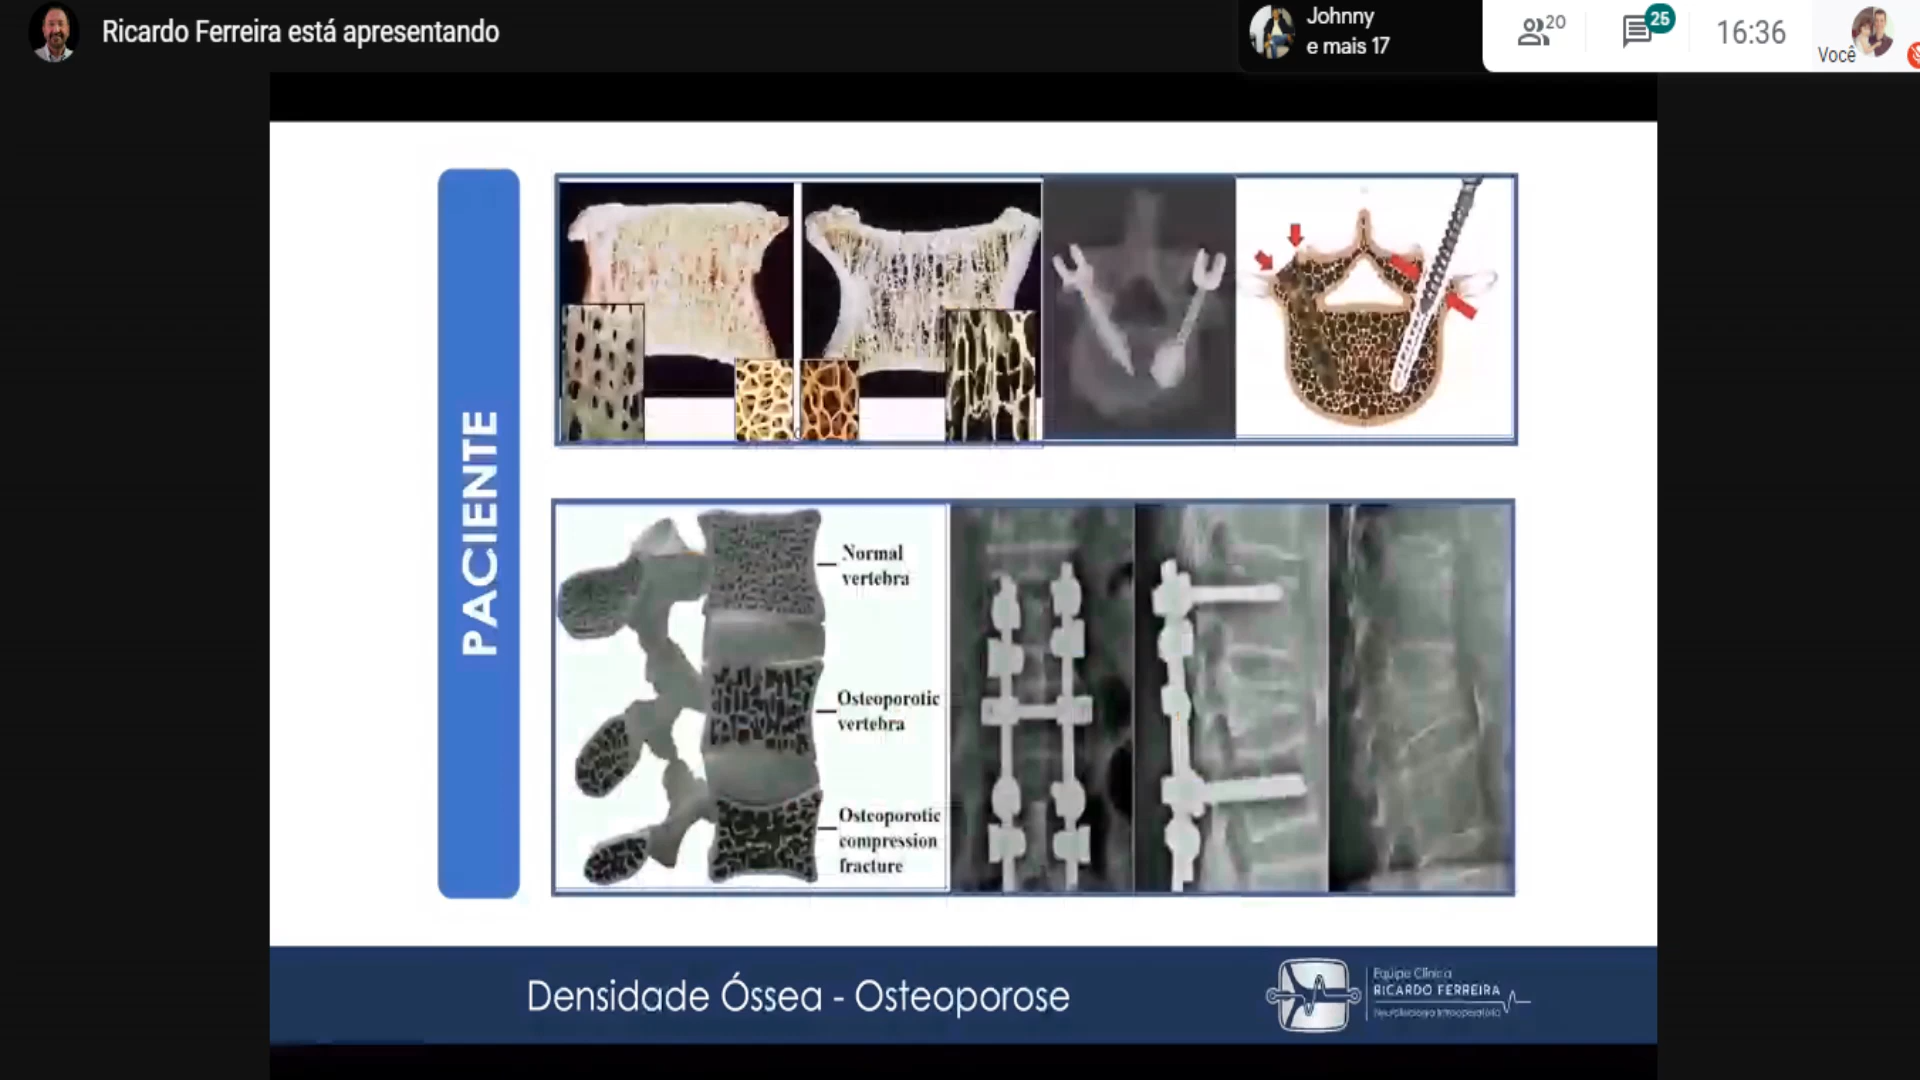 Ricardo Ferreira está apresentando
Johnny
e mais 17
20
25
16:36
Você
PACIENTE
Normal
vertebra
Osteoporotic
vertebra
Osteoporotic
compression
fracture
Densidade Óssea - Osteoporose
Equipe Clínica
RICARDO FERREIRA
Neurofisiologia Intraoperatória